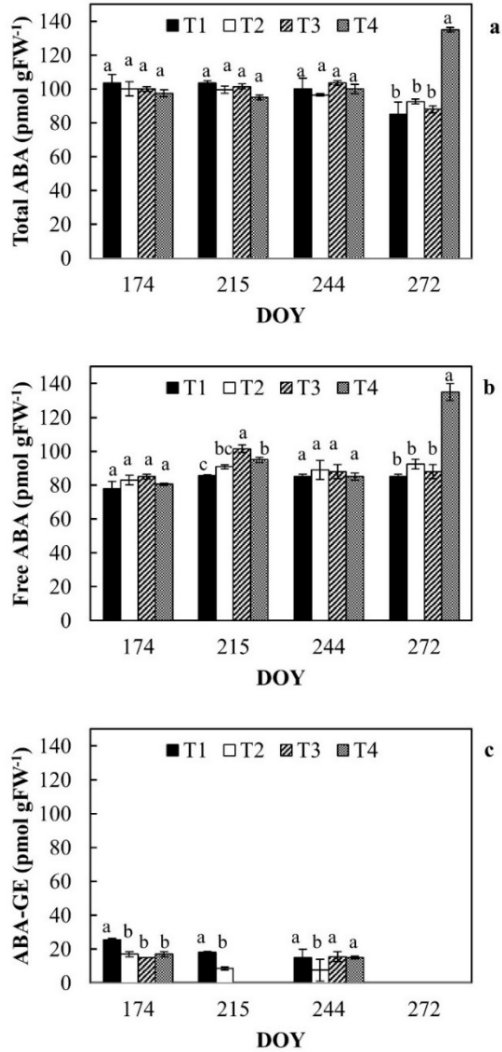 140
120
100
80
60
40
20
0
Total ABA (pmol gFW-1)
T1 T2 T3 T4
a
a a a a
a a a a
a a a a
b b b a
174 215 244 272
DOY
140
120
100
80
60
40
20
0
Free ABA (pmol gFW-1)
T1 T2 T3 T4
b
a a a a
c bc a b
a a a a
b b b a
174 215 244 272
DOY
140
120
100
80
60
40
20
0
ABA-GE (pmol gFW-1)
T1 T2 T3 T4
c
a b b b
a b
a b a a
174 215 244 272
DOY